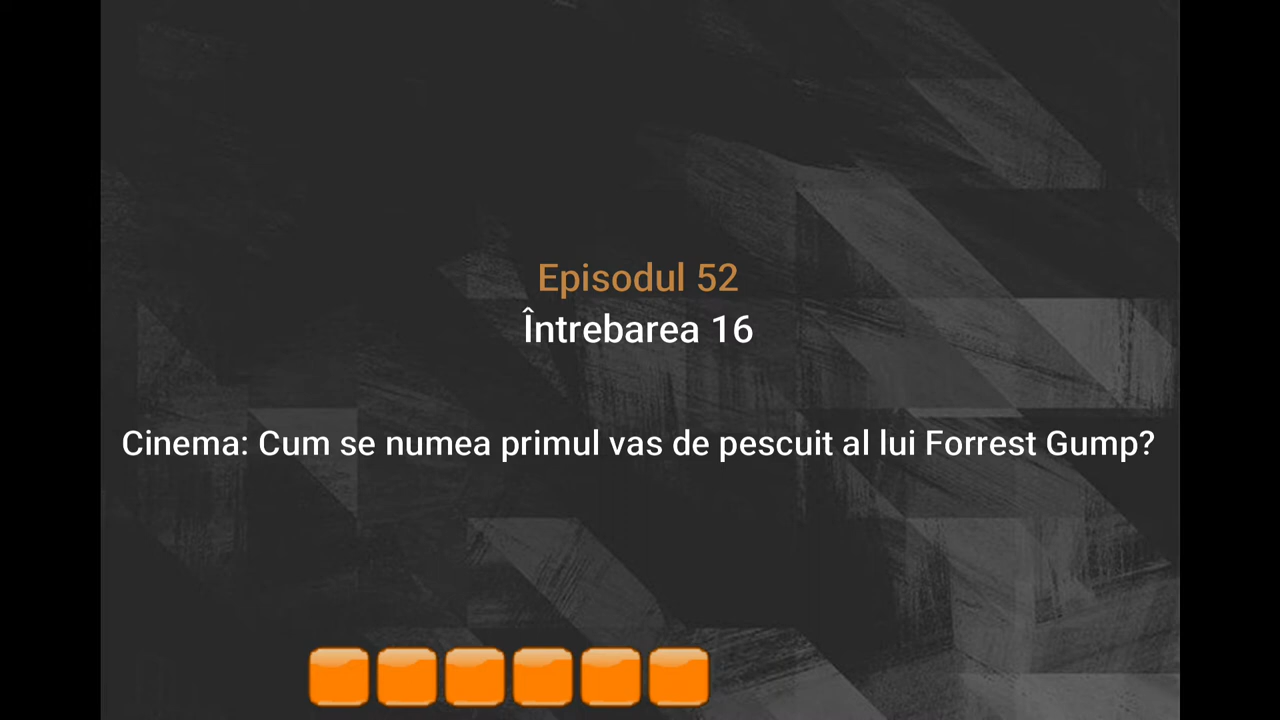 Episodul 52
Întrebarea 16
Cinema: Cum se numea primul vas de pescuit al lui Forrest Gump?